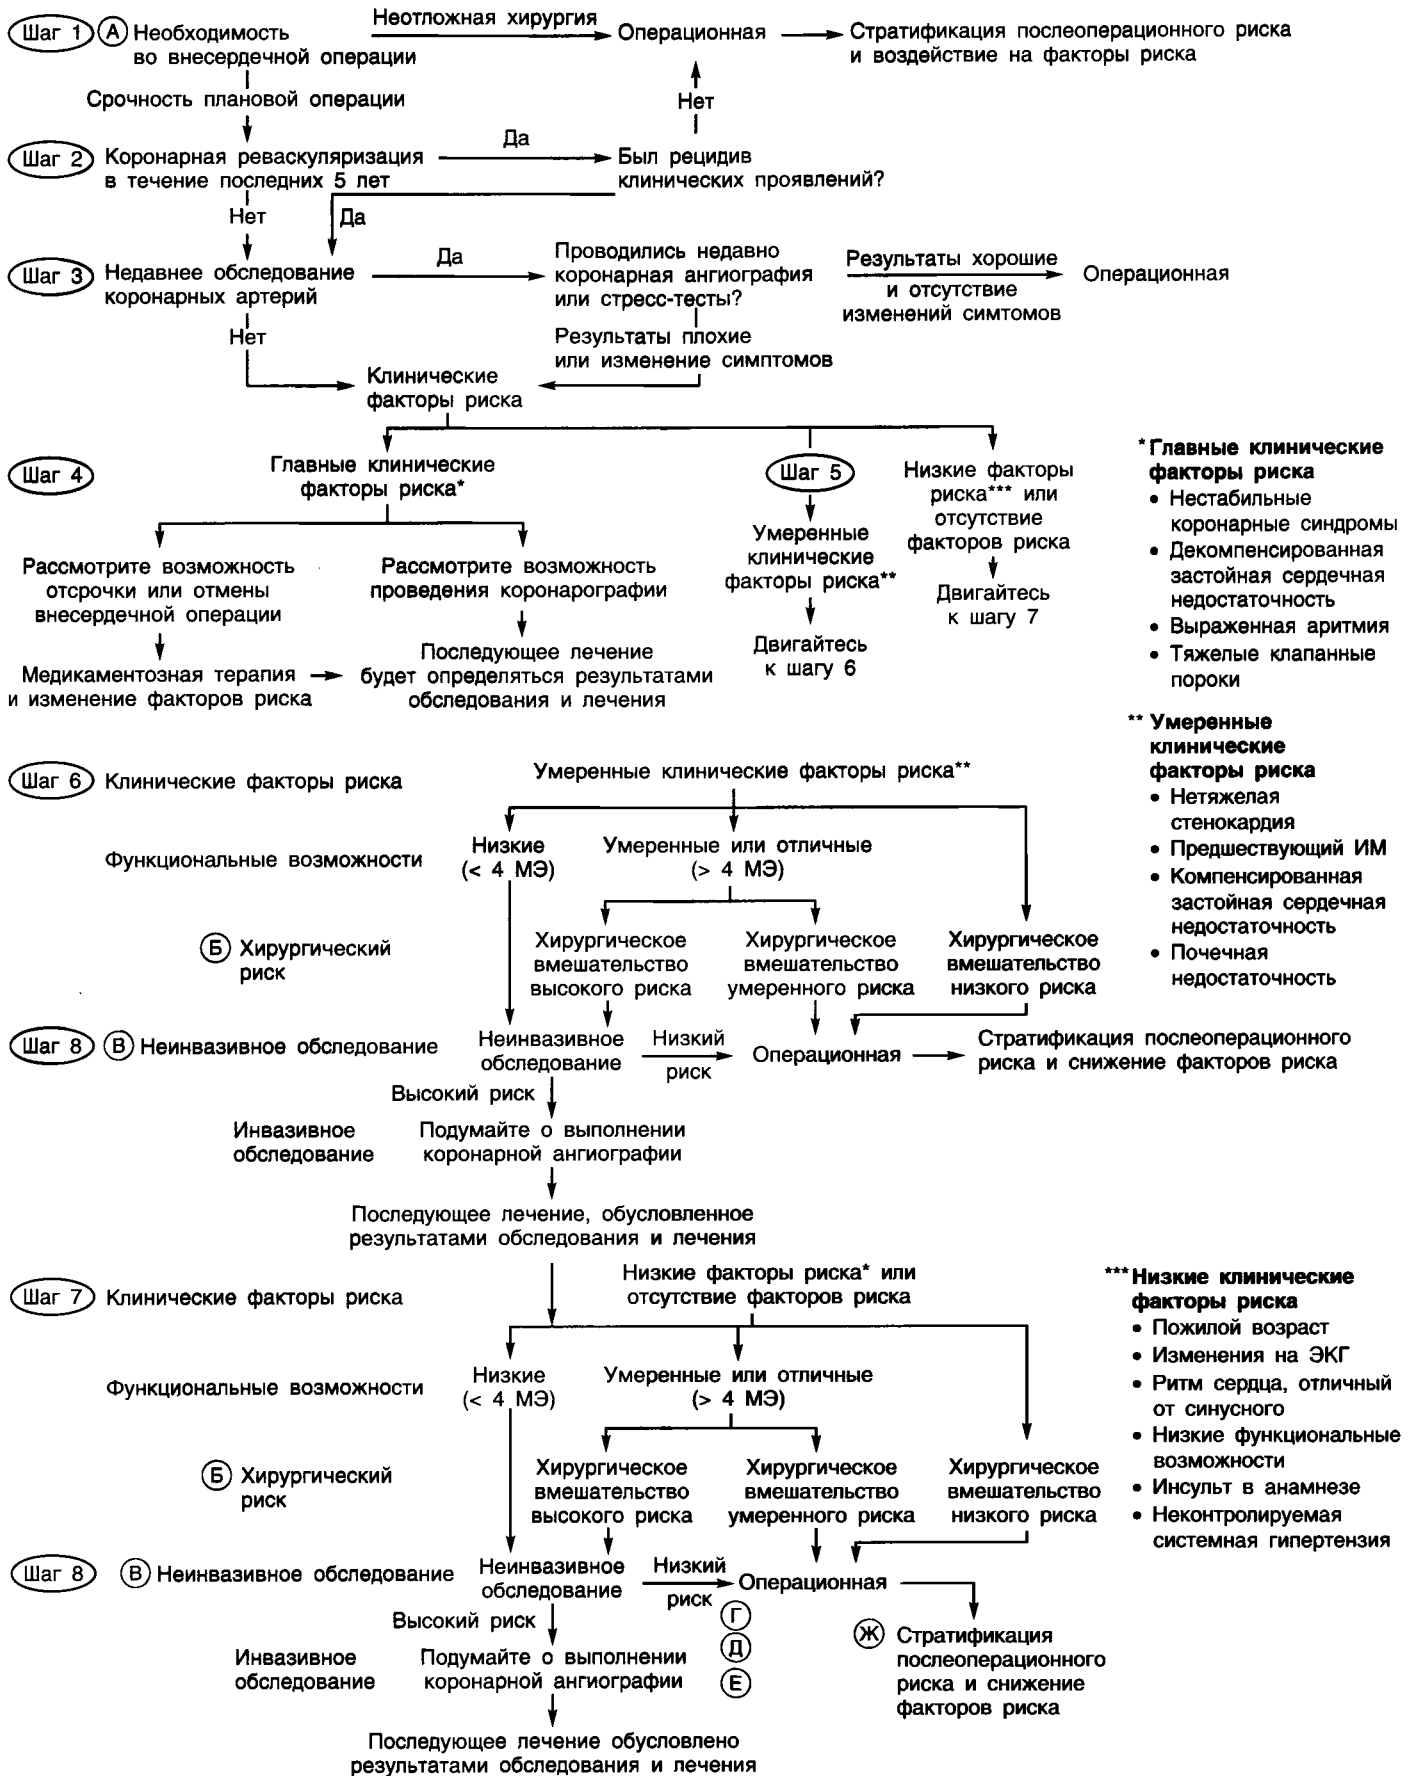 Шаг 1
А
Необходимость
во внесердечной операции
Неотложная хирургия
Операционная
Стратификация послеоперационного риска
и воздействие на факторы риска
Срочность плановой операции
Нет
Шаг 2
Коронарная реваскуляризация
в течение последних 5 лет
Да
Был рецидив
клинических проявлений?
Нет
Да
Шаг 3
Недавнее обследование
коронарных артерий
Да
Проводились недавно
коронарная ангиография
или стресс-тесты?
Результаты хорошие
и отсутствие
изменений симтомов
Операционная
Нет
Результаты плохие
или изменение симптомов
Клинические
факторы риска
Шаг 4
Главные клинические
факторы риска*
Шаг 5
Умеренные
клинические
факторы риска**
Двигайтесь
к шагу 6
Низкие факторы
риска*** или
отсутствие
факторов риска
Двигайтесь
к шагу 7
Рассмотрите возможность
отсрочки или отмены
внесердечной операции
Рассмотрите возможность
проведения коронарографии
Медикаментозная терапия
и изменение факторов риска
Последующее лечение
будет определяться результатами
обследования и лечения
* Главные клинические
факторы риска
• Нестабильные
коронарные синдромы
• Декомпенсированная
застойная сердечная
недостаточность
• Выраженная аритмия
• Тяжелые клапанные
пороки
** Умеренные
клинические
факторы риска
• Нетяжелая
стенокардия
• Предшествующий ИМ
• Компенсированная
застойная сердечная
недостаточность
• Почечная
недостаточность
Шаг 6
Клинические факторы риска
Умеренные клинические факторы риска**
Функциональные возможности
Низкие
(< 4 МЭ)
Умеренные или отличные
(> 4 МЭ)
Б
Хирургический
риск
Хирургическое
вмешательство
высокого риска
Хирургическое
вмешательство
умеренного риска
Хирургическое
вмешательство
низкого риска
Шаг 8
В
Неинвазивное обследование
Неинвазивное
обследование
Низкий
риск
Операционная
Стратификация послеоперационного
риска и снижение факторов риска
Высокий риск
Инвазивное
обследование
Подумайте о выполнении
коронарной ангиографии
Последующее лечение, обусловленное
результатами обследования и лечения
Шаг 7
Клинические факторы риска
Низкие факторы риска* или
отсутствие факторов риска
Функциональные возможности
Низкие
(< 4 МЭ)
Умеренные или отличные
(> 4 МЭ)
Б
Хирургический
риск
Хирургическое
вмешательство
высокого риска
Хирургическое
вмешательство
умеренного риска
Хирургическое
вмешательство
низкого риска
*** Низкие клинические
факторы риска
• Пожилой возраст
• Изменения на ЭКГ
• Ритм сердца, отличный
от синусного
• Низкие функциональные
возможности
• Инсульт в анамнезе
• Неконтролируемая
системная гипертензия
Шаг 8
В
Неинвазивное обследование
Неинвазивное
обследование
Низкий
риск
Операционная
Г
Д
Е
Ж
Стратификация
послеоперационного
риска и снижение
факторов риска
Высокий риск
Инвазивное
обследование
Подумайте о выполнении
коронарной ангиографии
Последующее лечение обусловлено
результатами обследования и лечения